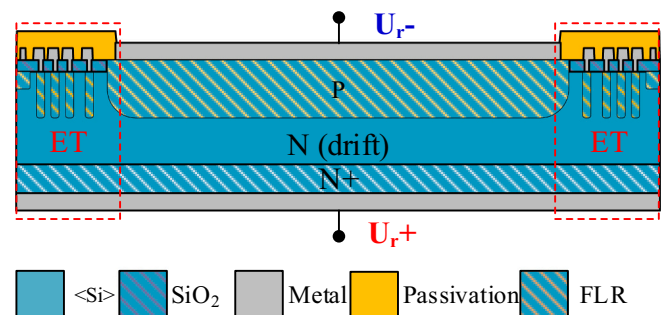 Ur-
P
ET
N (drift)
ET
N+
Ur+
<Si>
SiO2
Metal
Passivation
FLR